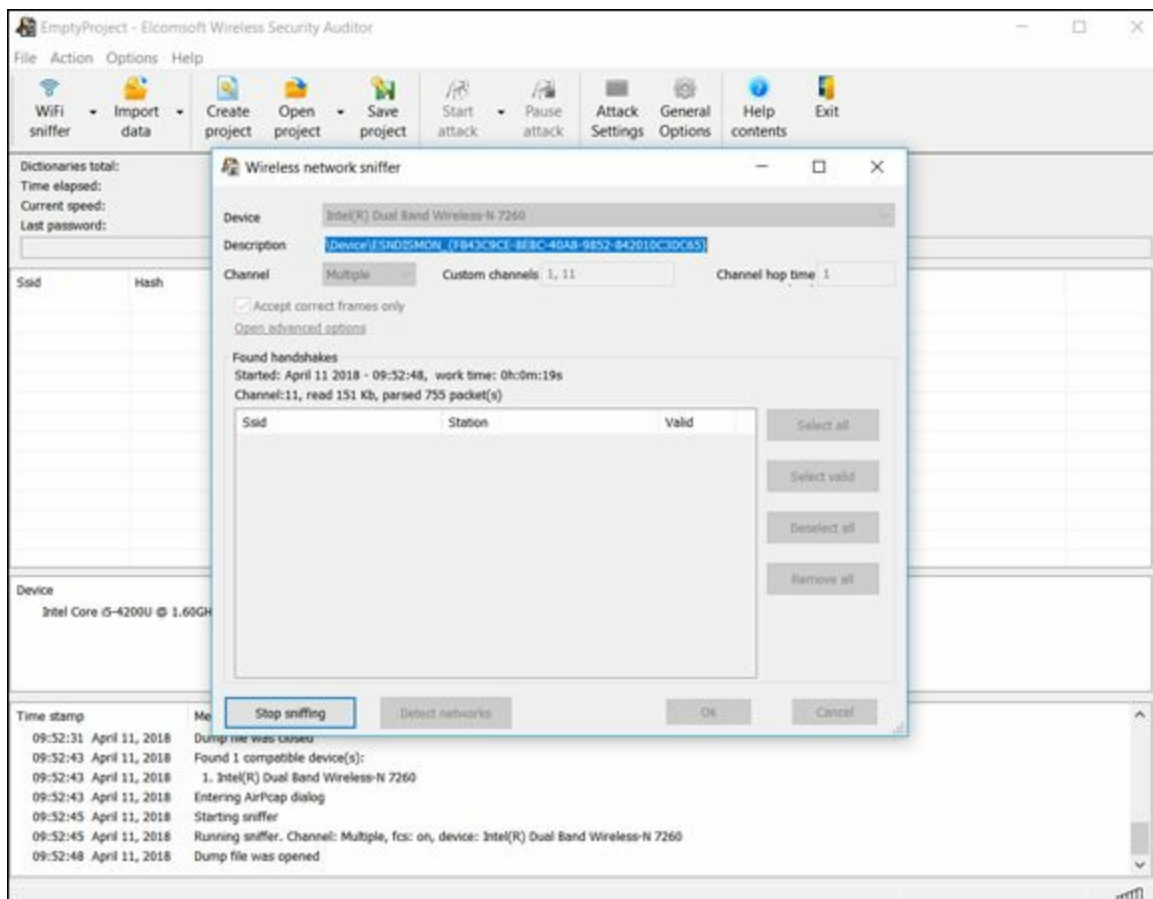 EmptyProject - Elcomsoft Wireless Security Auditor
File Action Options Help
WiFi sniffer
Import data
Create project
Open project
Save project
Start attack
Pause attack
Attack Settings
General Options
Help contents
Exit
Dictionaries total:
Time elapsed:
Current speed:
Last password:
Ssid Hash
Wireless network sniffer
Device Intel(R) Dual Band Wireless-N 7260
Description \Device\ESNDISMON_{FB43C9CE-8EBC-40A8-9852-842010C3DC65}
Channel Multiple Custom channels 1, 11 Channel hop time 1
Accept correct frames only
Open advanced options
Found handshakes
Started: April 11 2018 - 09:52:48, work time: 0h:0m:19s
Channel:11, read 151 Kb, parsed 755 packet(s)
Ssid Station Valid
Select all
Select valid
Deselect all
Remove all
Stop sniffing Detect networks OK Cancel
Device
Intel Core i5-4200U @ 1.60GH
Time stamp Me
09:52:31 April 11, 2018 Dump file was closed
09:52:43 April 11, 2018 Found 1 compatible device(s):
09:52:43 April 11, 2018 1. Intel(R) Dual Band Wireless-N 7260
09:52:43 April 11, 2018 Entering AirPcap dialog
09:52:45 April 11, 2018 Starting sniffer
09:52:45 April 11, 2018 Running sniffer. Channel: Multiple, fcs: on, device: Intel(R) Dual Band Wireless-N 7260
09:52:48 April 11, 2018 Dump file was opened